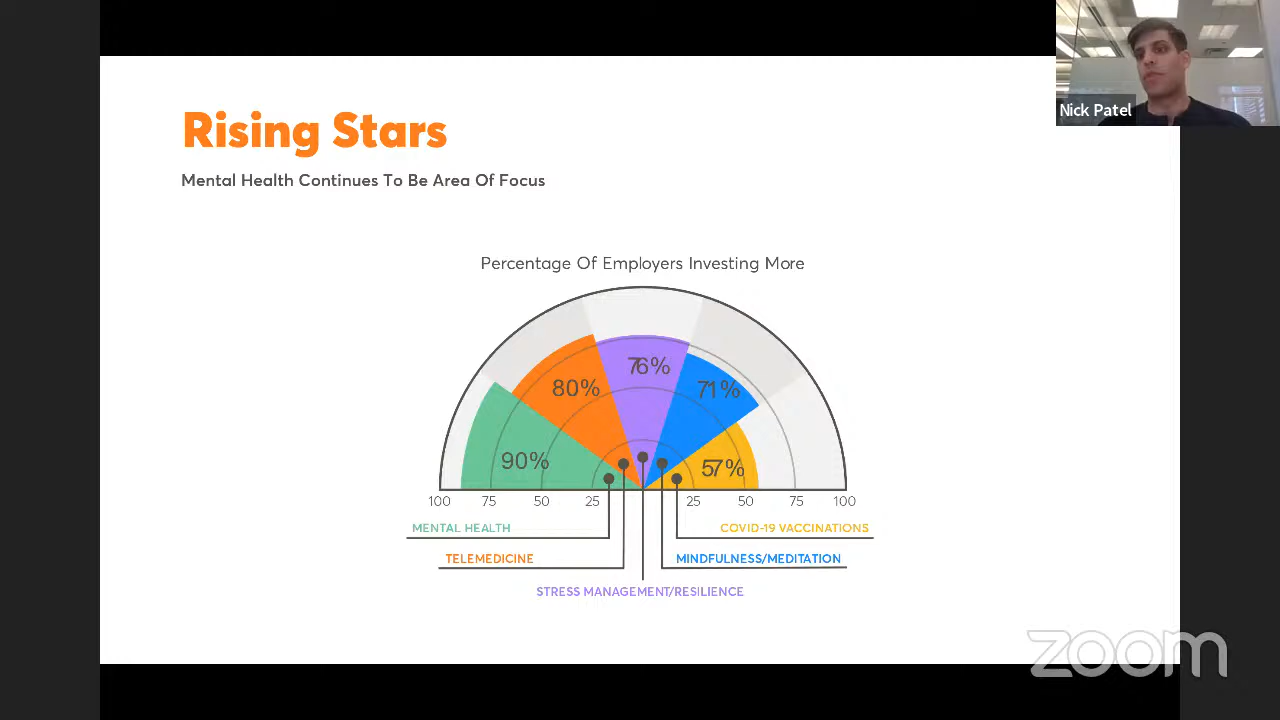 Nick Patel
Rising Stars
Mental Health Continues To Be Area Of Focus
Percentage Of Employers Investing More
90%
80%
76%
71%
57%
100 75 50 25 25 50 75 100
MENTAL HEALTH
COVID-19 VACCINATIONS
TELEMEDICINE
MINDFULNESS/MEDITATION
STRESS MANAGEMENT/RESILIENCE
zoom